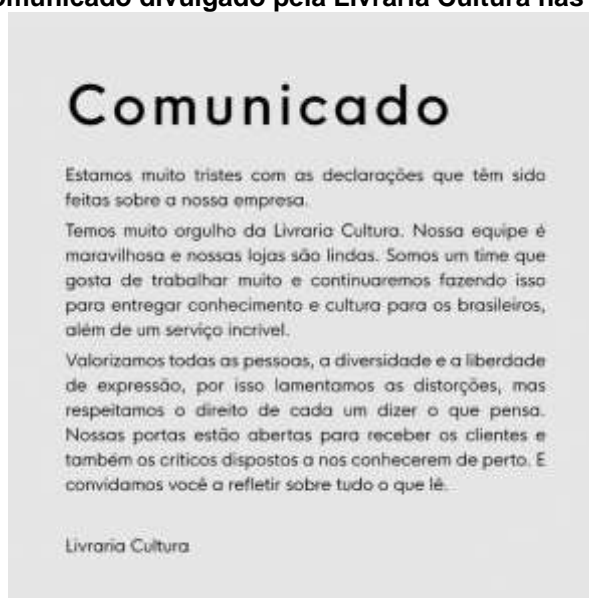 omunicado divulgado pela Livraria Cultura nas
Comunicado
Estamos muito tristes com as declarações que têm sido
feitas sobre a nossa empresa.
Temos muito orgulho da Livraria Cultura. Nossa equipe é
maravilhosa e nossas lojas são lindas. Somos um time que
gosta de trabalhar muito e continuaremos fazendo isso
para entregar conhecimento e cultura para os brasileiros,
além de um serviço incrível.
Valorizamos todas as pessoas, a diversidade e a liberdade
de expressão, por isso lamentamos as distorções, mas
respeitamos o direito de cada um dizer o que pensa.
Nossas portas estão abertas para receber os clientes e
também os críticos dispostos a nos conhecerem de perto. E
convidamos você a refletir sobre tudo o que lê.
Livraria Cultura